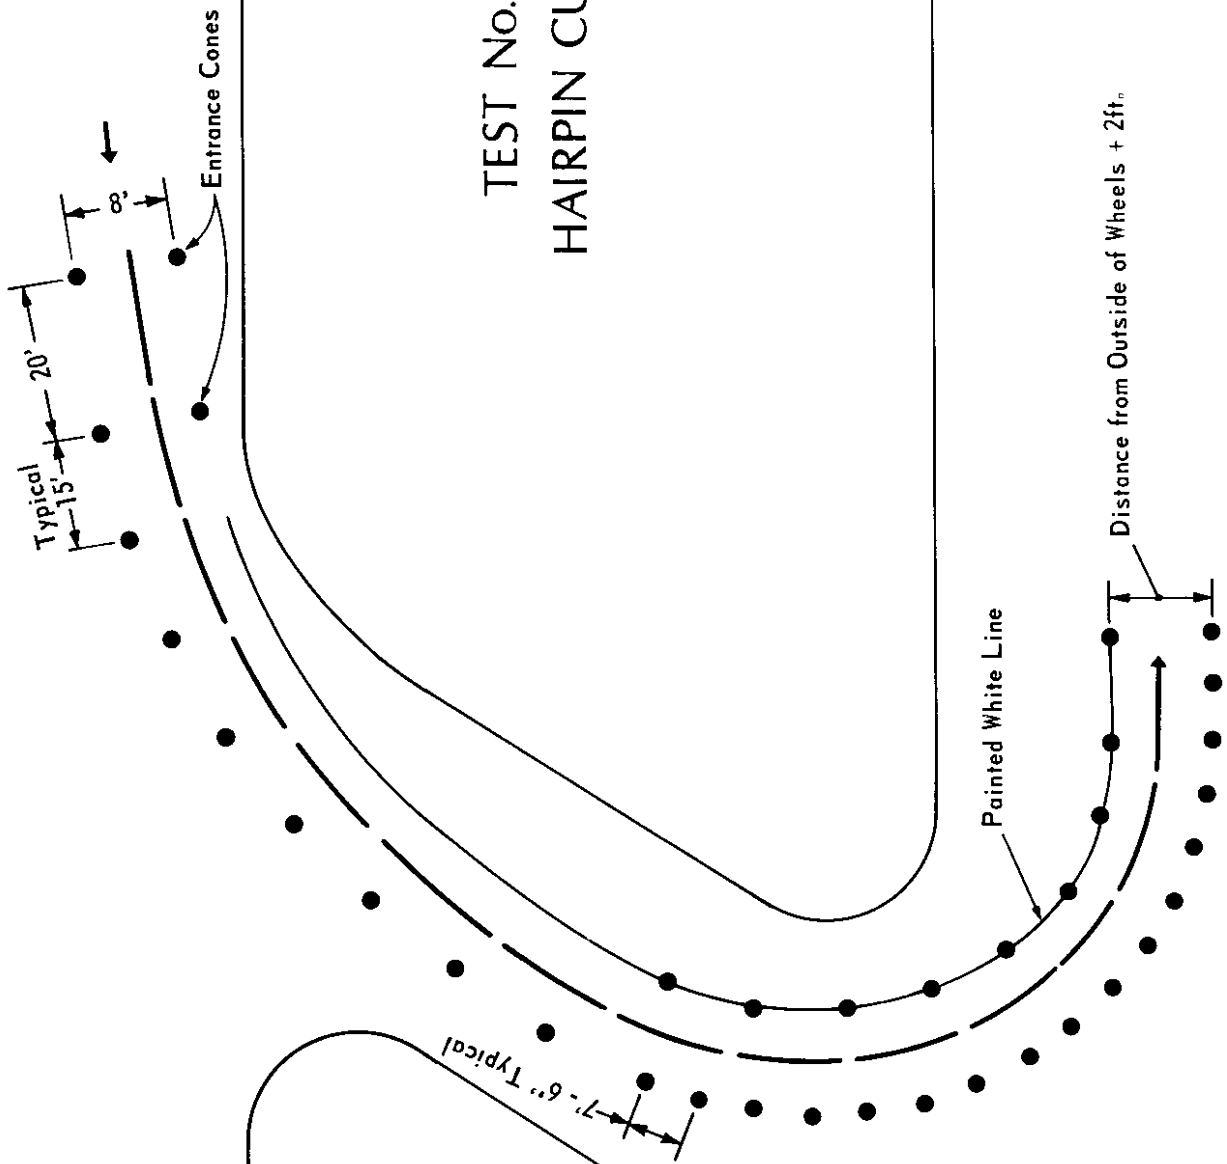 TEST No.
HAIRPIN
Entrance Cones
8'
20'
Typical
15'
Distance from Outside of Wheels + 2ft.
Painted White Line
7'- 6" Typical